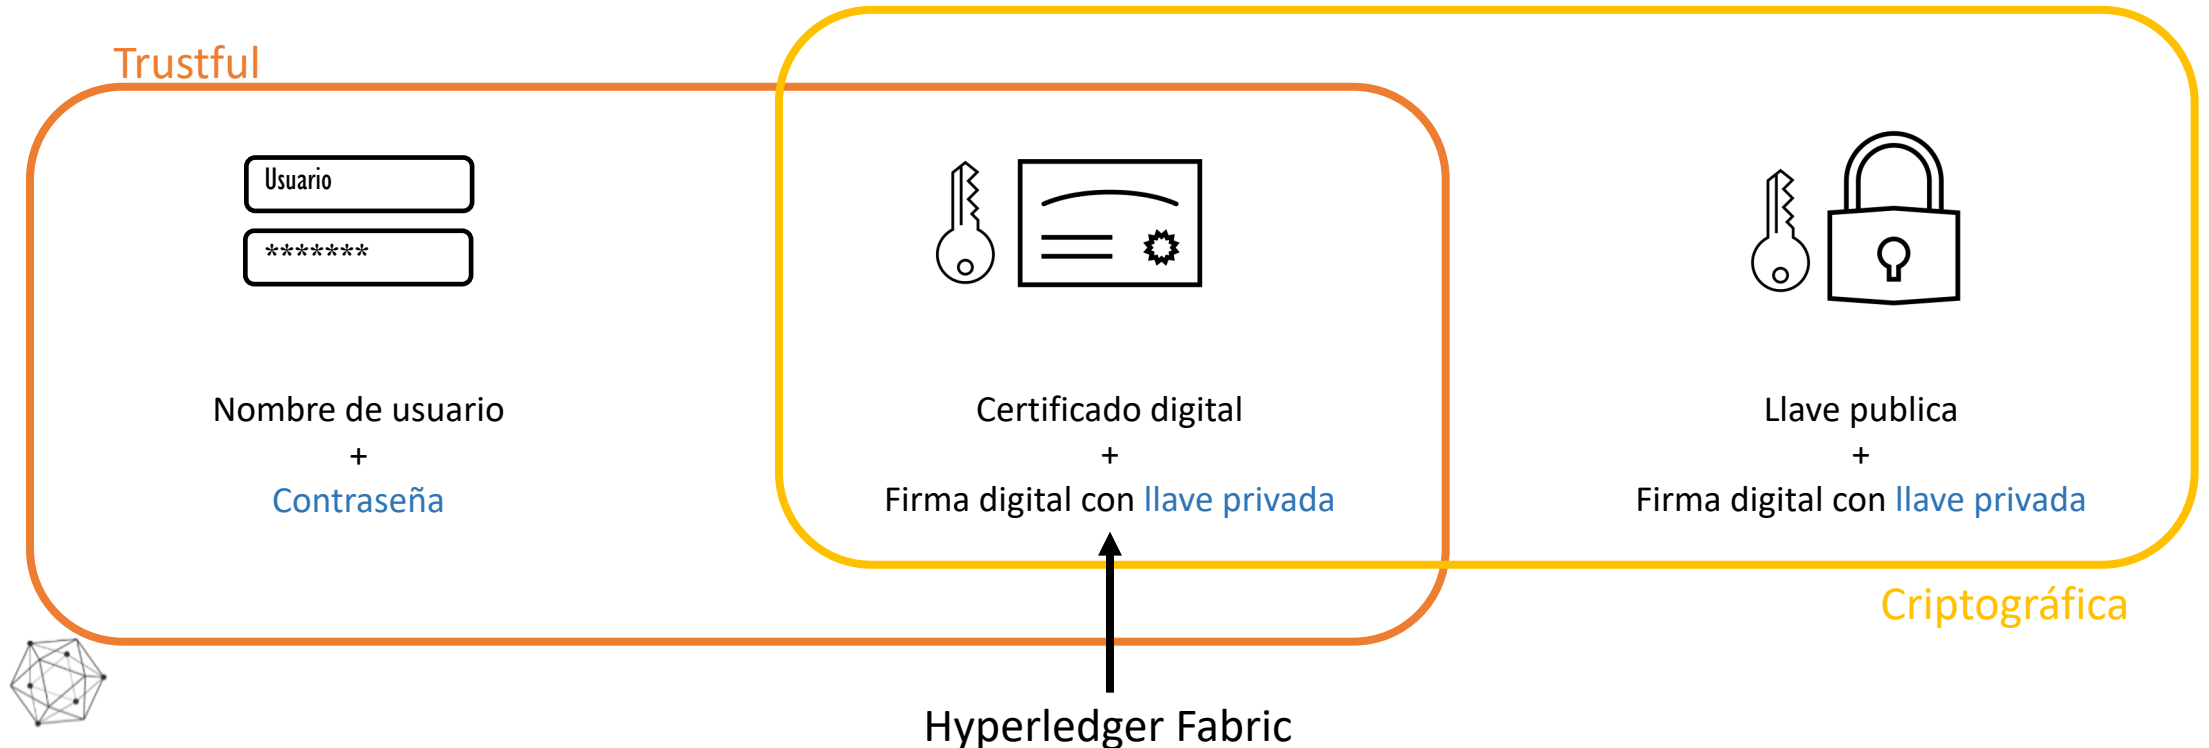 Trustful
Usuario
*******
Nombre de usuario
+
Contraseña
Certificado digital
+
Firma digital con llave privada
Llave publica
+
Firma digital con llave privada
Criptográfica
Hyperledger Fabric